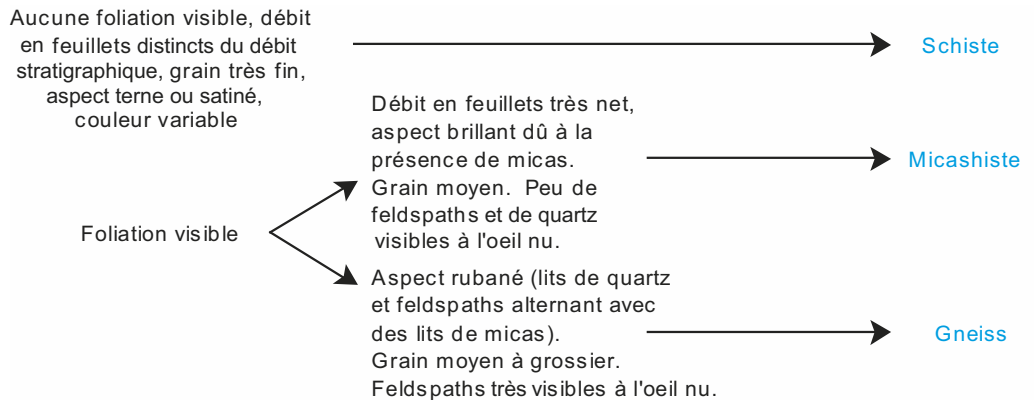 Aucune foliation visible, débit
en feuillets distincts du débit
stratigraphique, grain très fin,
aspect terne ou satiné,
couleur variable
Schiste
Débit en feuillets très net,
aspect brillant dû à la
présence de micas.
Grain moyen. Peu de
feldspaths et de quartz
visibles à l'oeil nu.
Micashiste
Foliation visible
Aspect rubané (lits de quartz
et feldspaths alternant avec
des lits de micas).
Grain moyen à grossier.
Feldspaths très visibles à l'oeil nu.
Gneiss